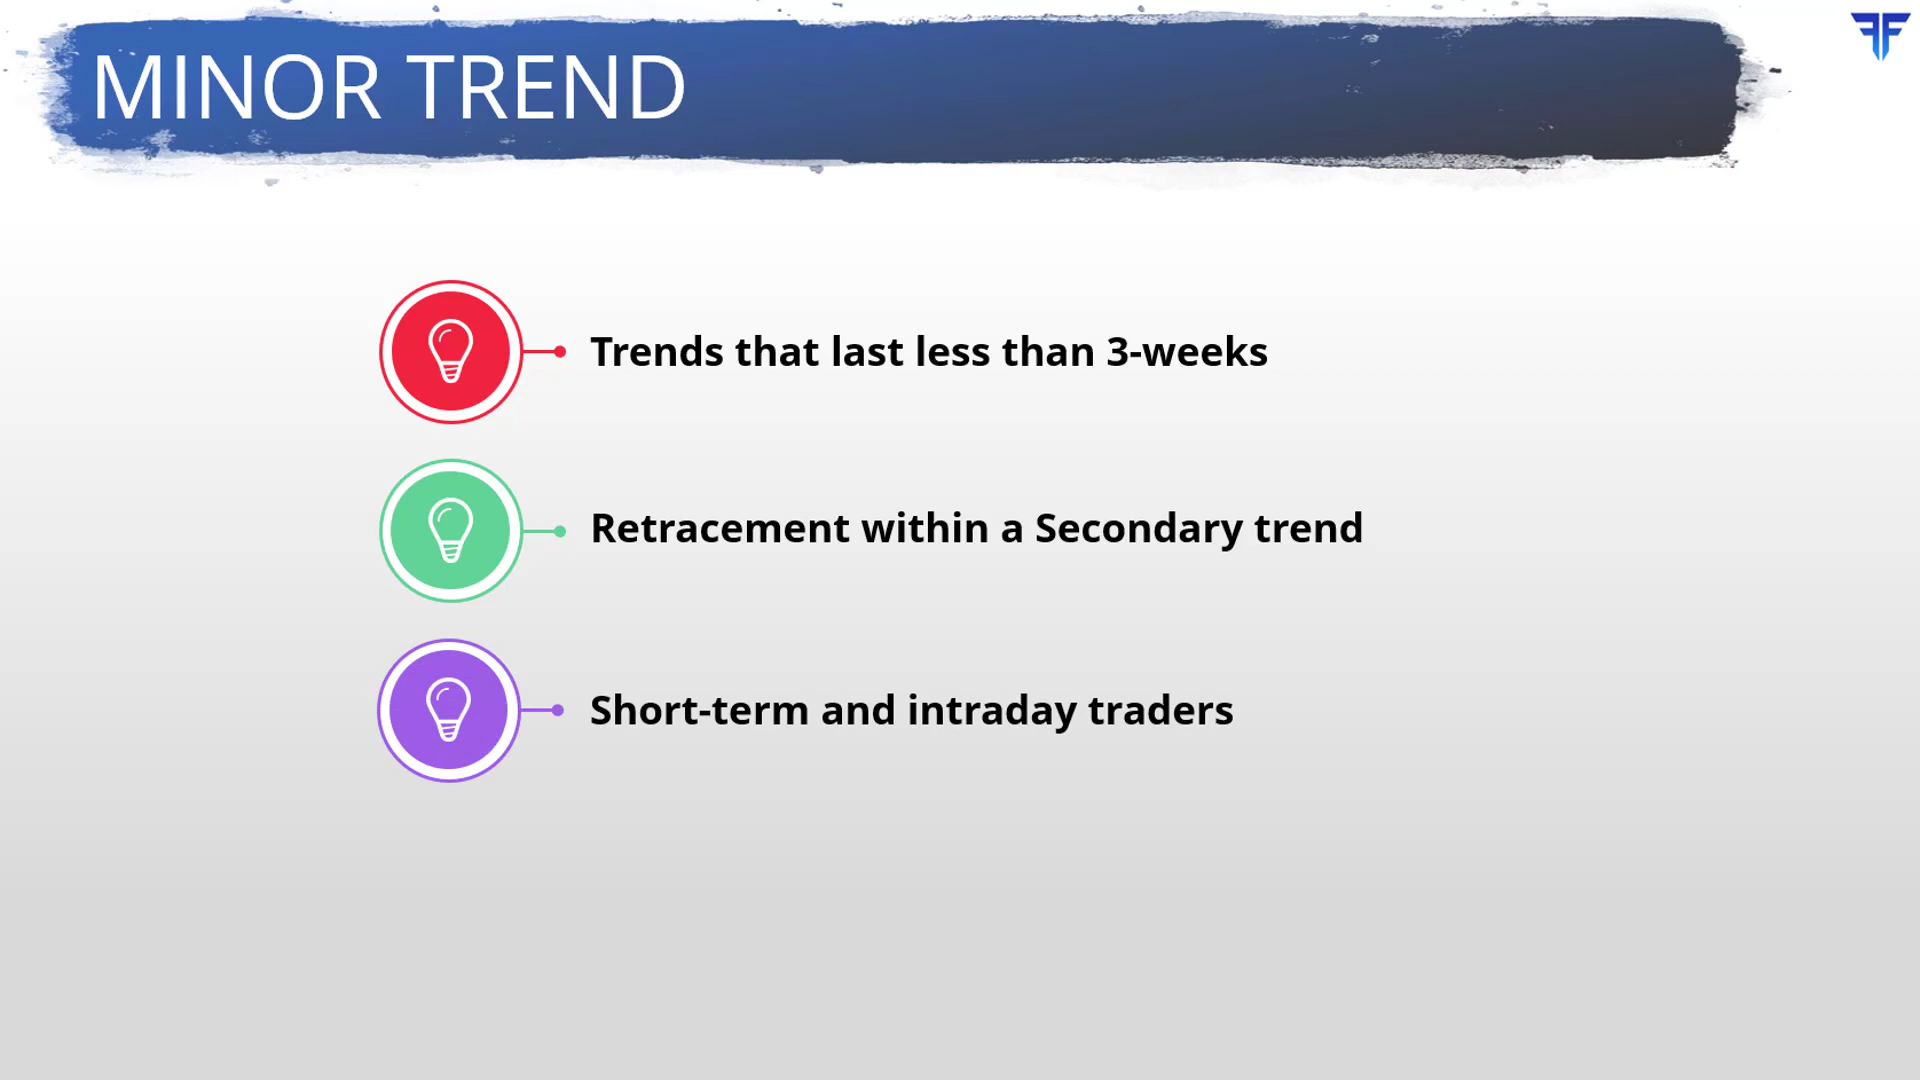 MINOR TREND
Trends that last less than 3-weeks
Retracement within a Secondary trend
Short-term and intraday traders